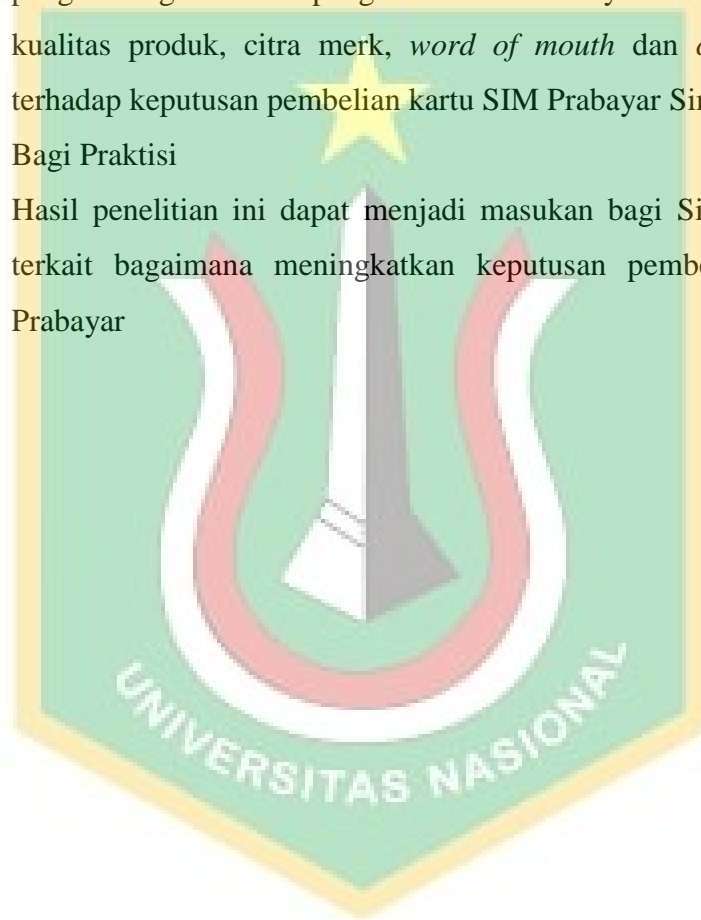 kualitas produk, citra merk, word of mouth dan
terhadap keputusan pembelian kartu SIM Prabayar
Bagi Praktisi
Hasil penelitian ini dapat menjadi masukan bagi
terkait bagaimana meningkatkan keputusan
Prabayar
UNIVERSITAS NASIONAL